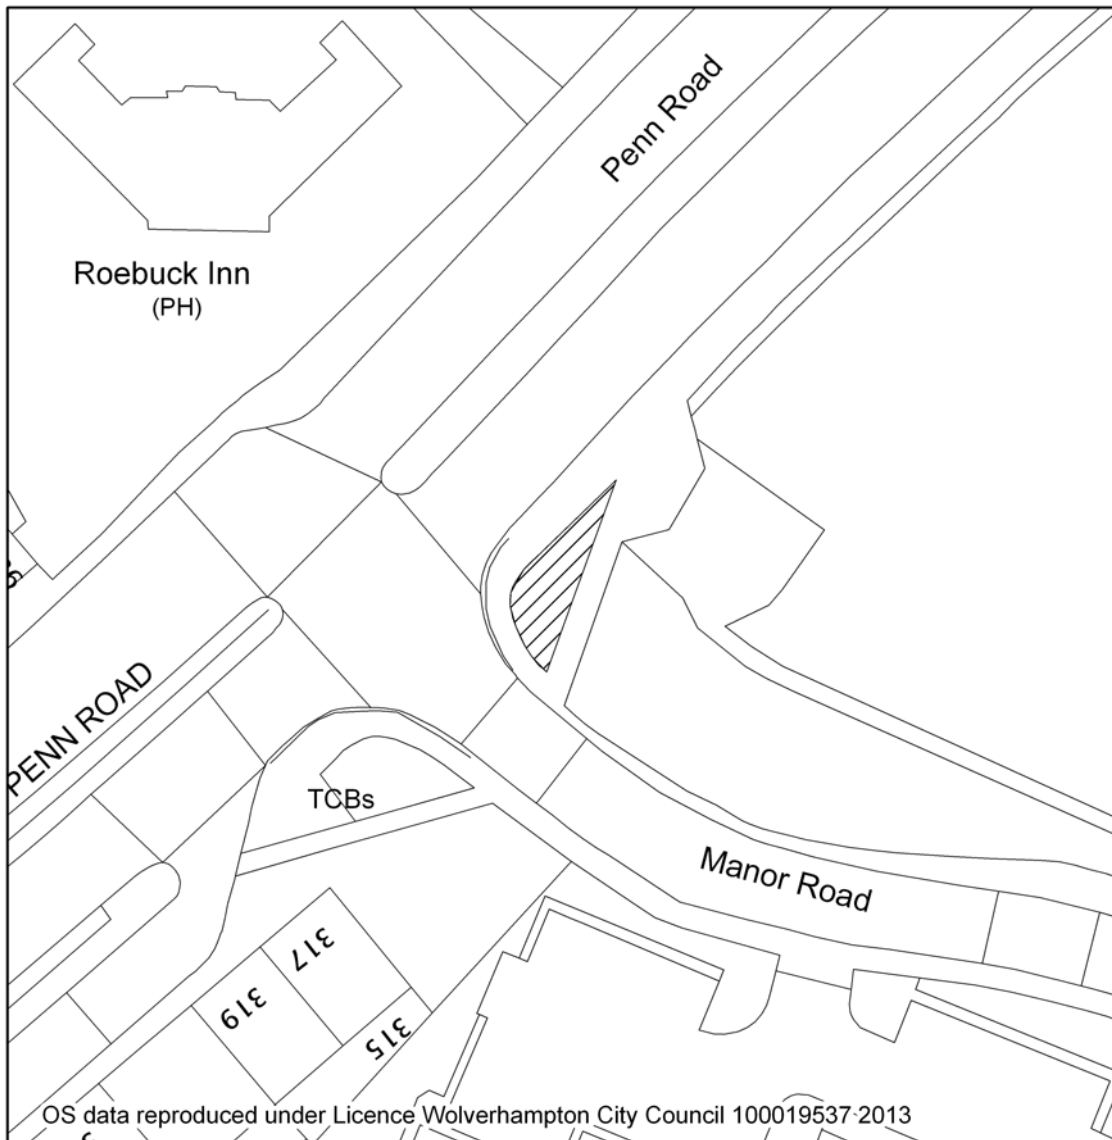 Penn Road
Roebuck Inn
(PH)
PENN ROAD
TCBs
Manor Road
317
319
315
OS data reproduced under Licence Wolverhampton City Council 100019537 2013